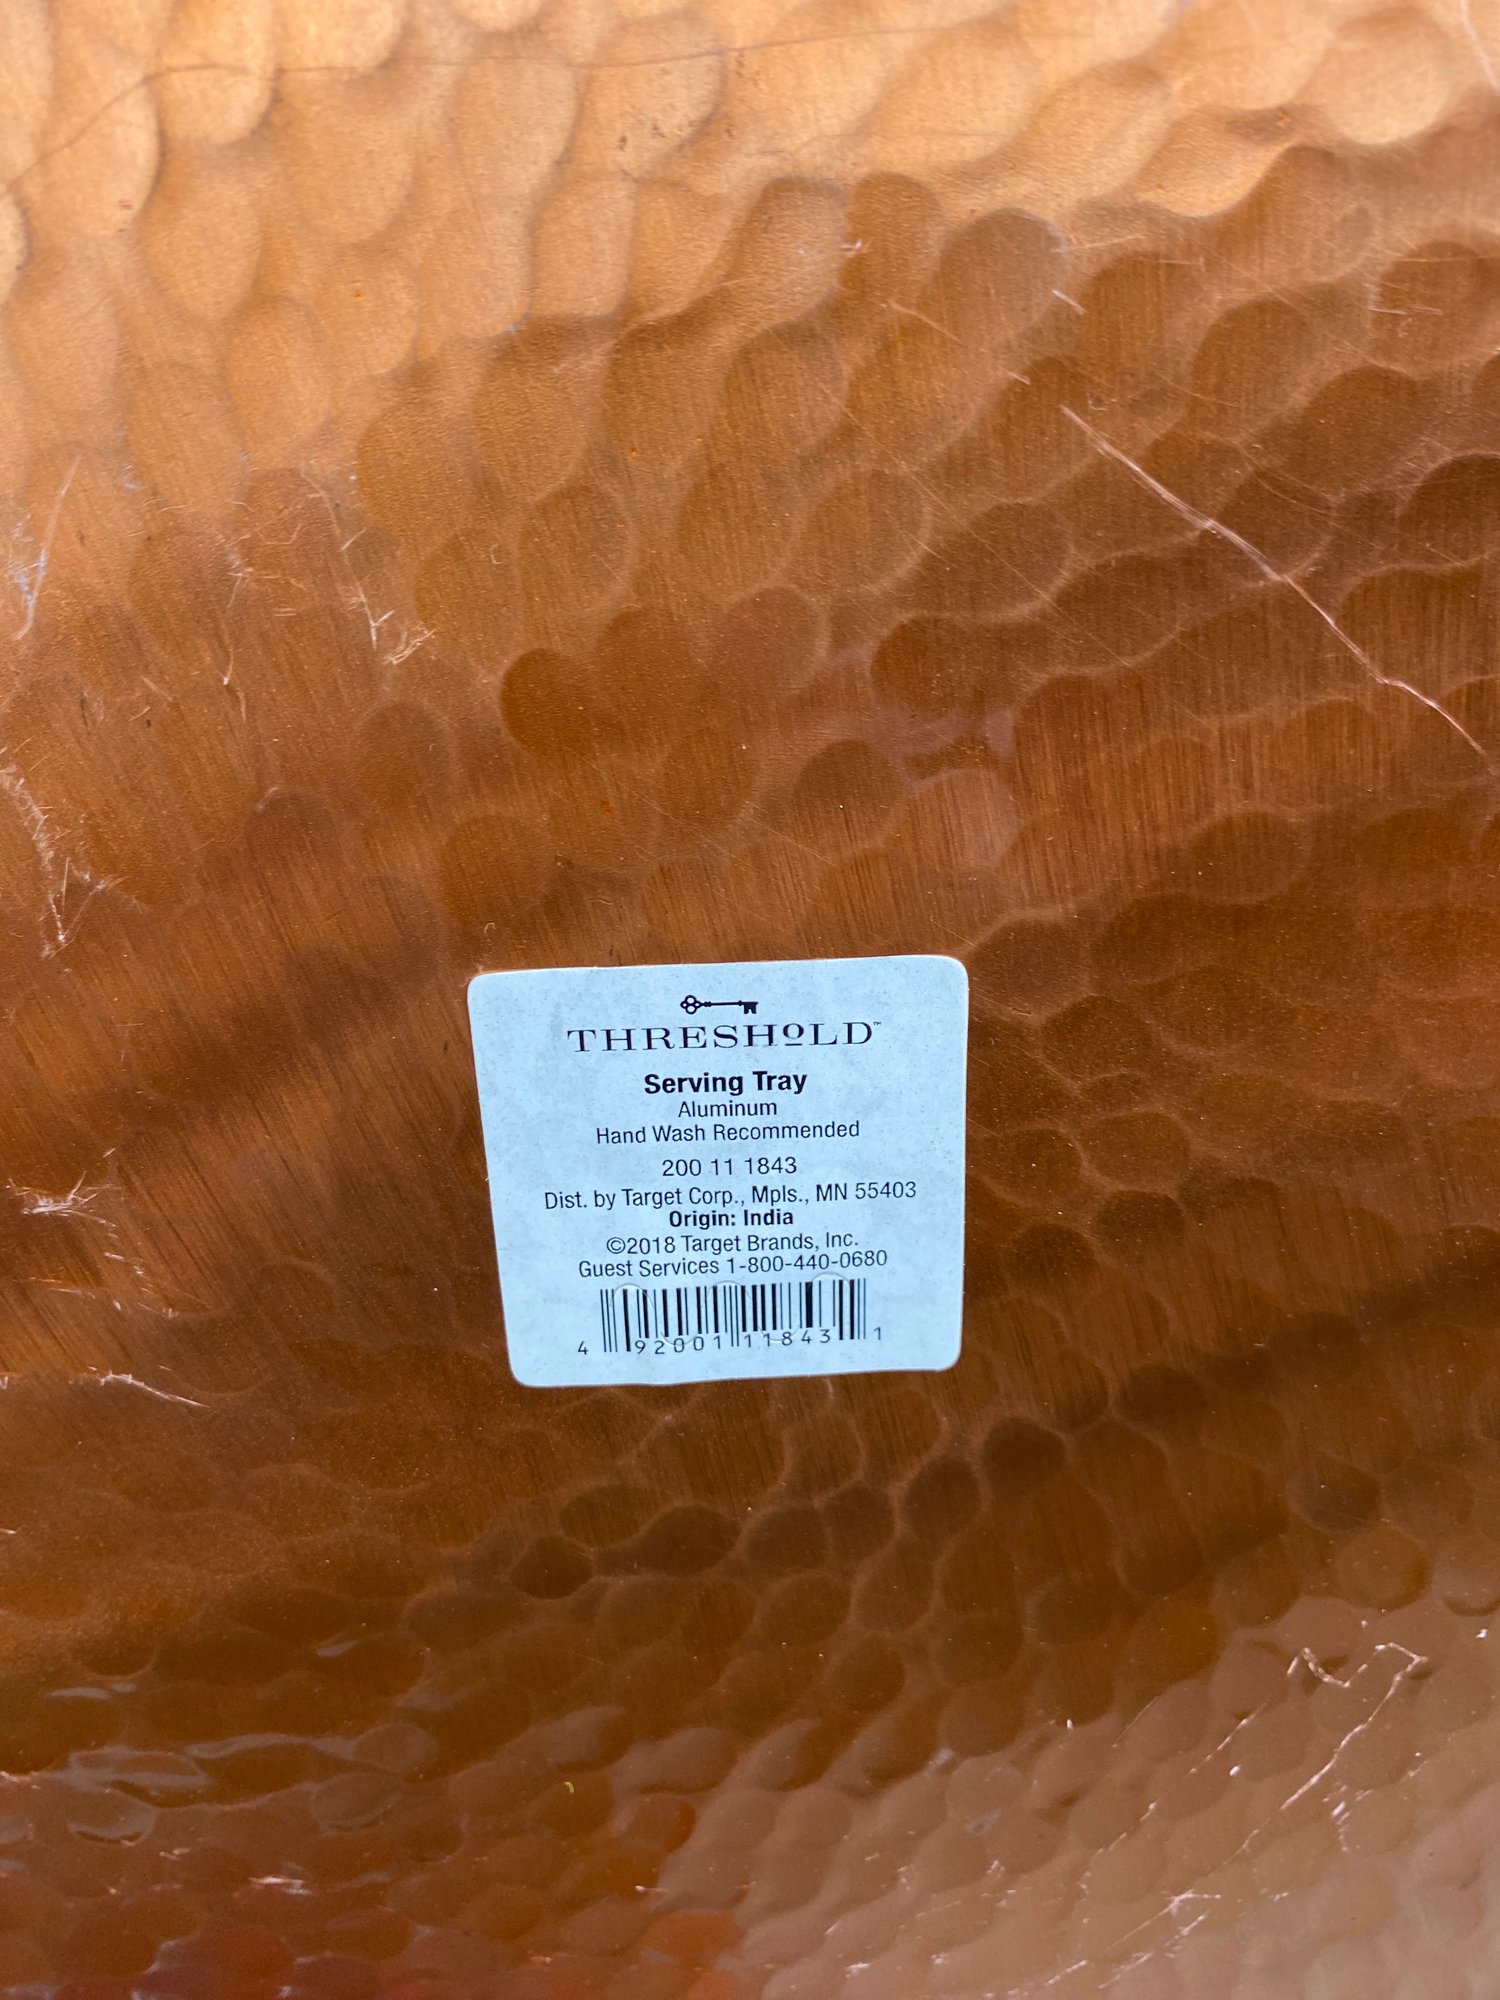 THRESHOLD™
Serving Tray
Aluminum
Hand Wash Recommended
200 11 1843
Dist. by Target Corp., Mpls., MN 55403
Origin: India
©2018 Target Brands, Inc.
Guest Services 1-800-440-0680
4 92001 11843 1